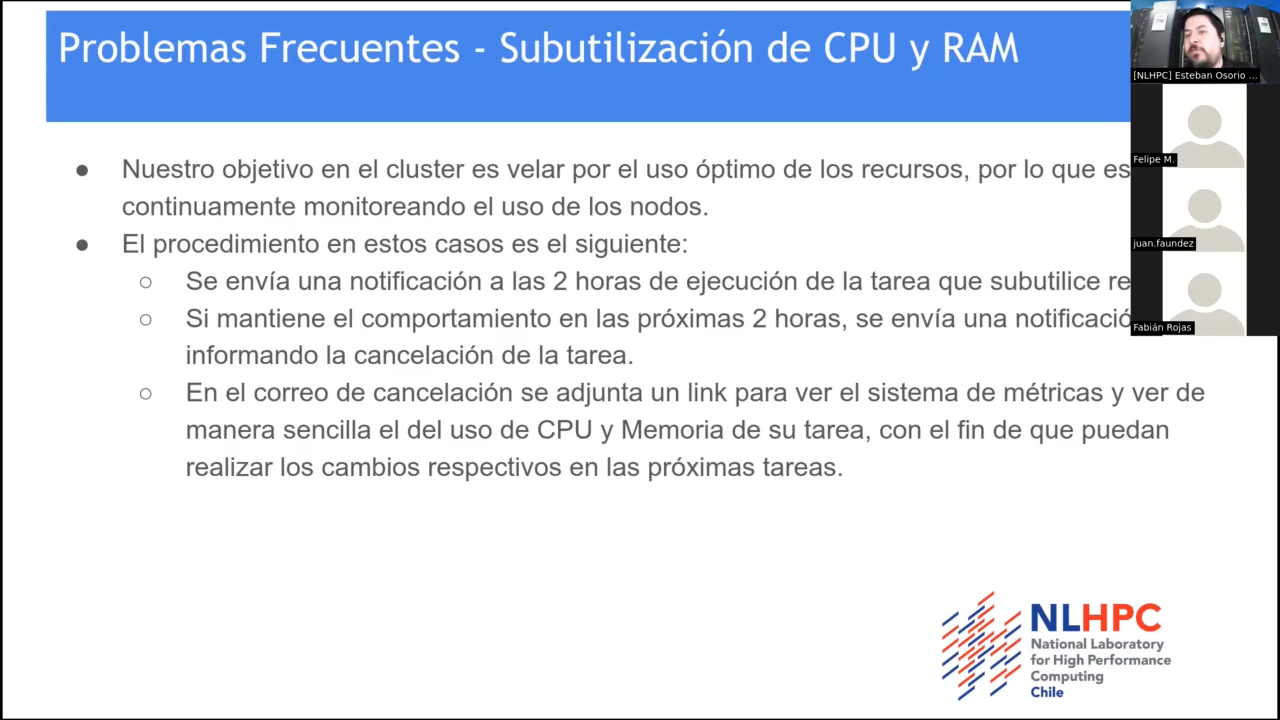 Problemas Frecuentes - Subutilización de CPU y RAM
● Nuestro objetivo en el cluster es velar por el uso óptimo de los recursos, por lo que es
continuamente monitoreando el uso de los nodos.
● El procedimiento en estos casos es el siguiente:
○ Se envía una notificación a las 2 horas de ejecución de la tarea que subutilice re
○ Si mantiene el comportamiento en las próximas 2 horas, se envía una notificació
informando la cancelación de la tarea.
○ En el correo de cancelación se adjunta un link para ver el sistema de métricas y ver de
manera sencilla el del uso de CPU y Memoria de su tarea, con el fin de que puedan
realizar los cambios respectivos en las próximas tareas.
[NLHPC] Esteban Osorio ...
Felipe M.
juan.faundez
Fabián Rojas
NLHPC
National Laboratory
for High Performance
Computing
Chile